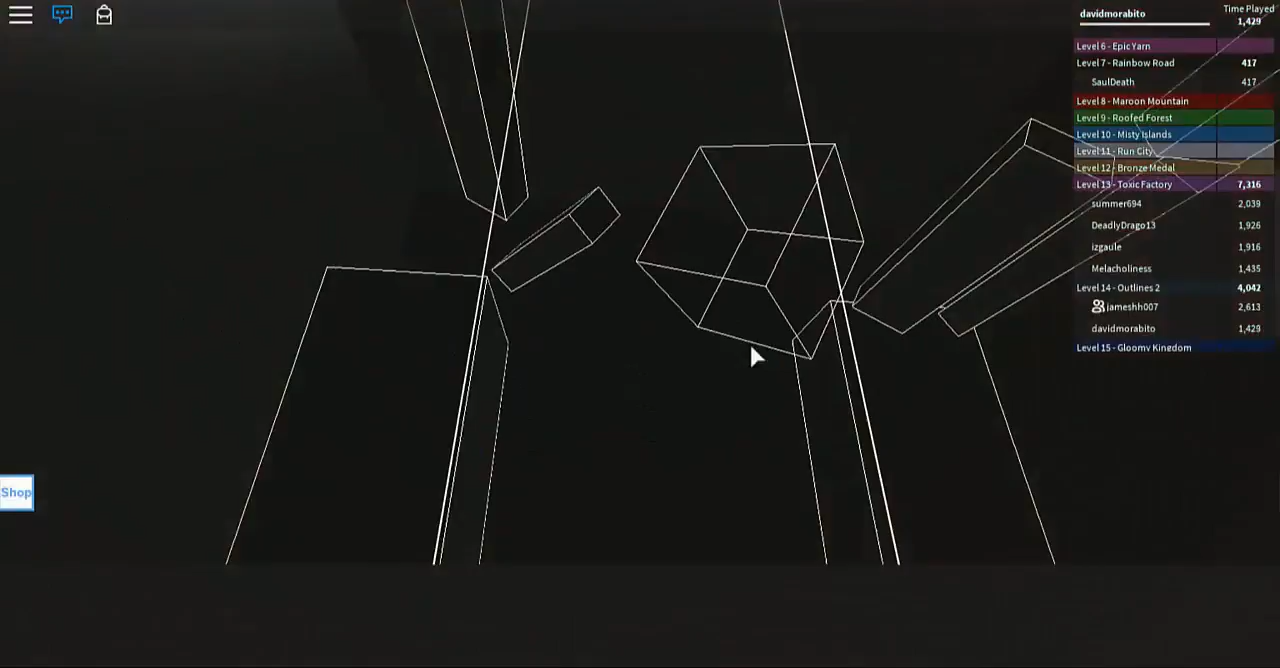 davidmorabito
Time Played
1,429
Level 6 - Epic Yarn
Level 7 - Rainbow Road 417
SaulDeath 417
Level 8 - Maroon Mountain
Level 9 - Roofed Forest
Level 10 - Misty Islands
Level 11 - Run City
Level 12 - Bronze Medal
Level 13 - Toxic Factory 7,316
summer694 2,039
DeadlyDrago13 1,926
izgaule 1,916
Melacholiness 1,435
Level 14 - Outlines 2 4,042
jameshh007 2,613
davidmorabito 1,429
Level 15 - Gloomy Kingdom
Shop